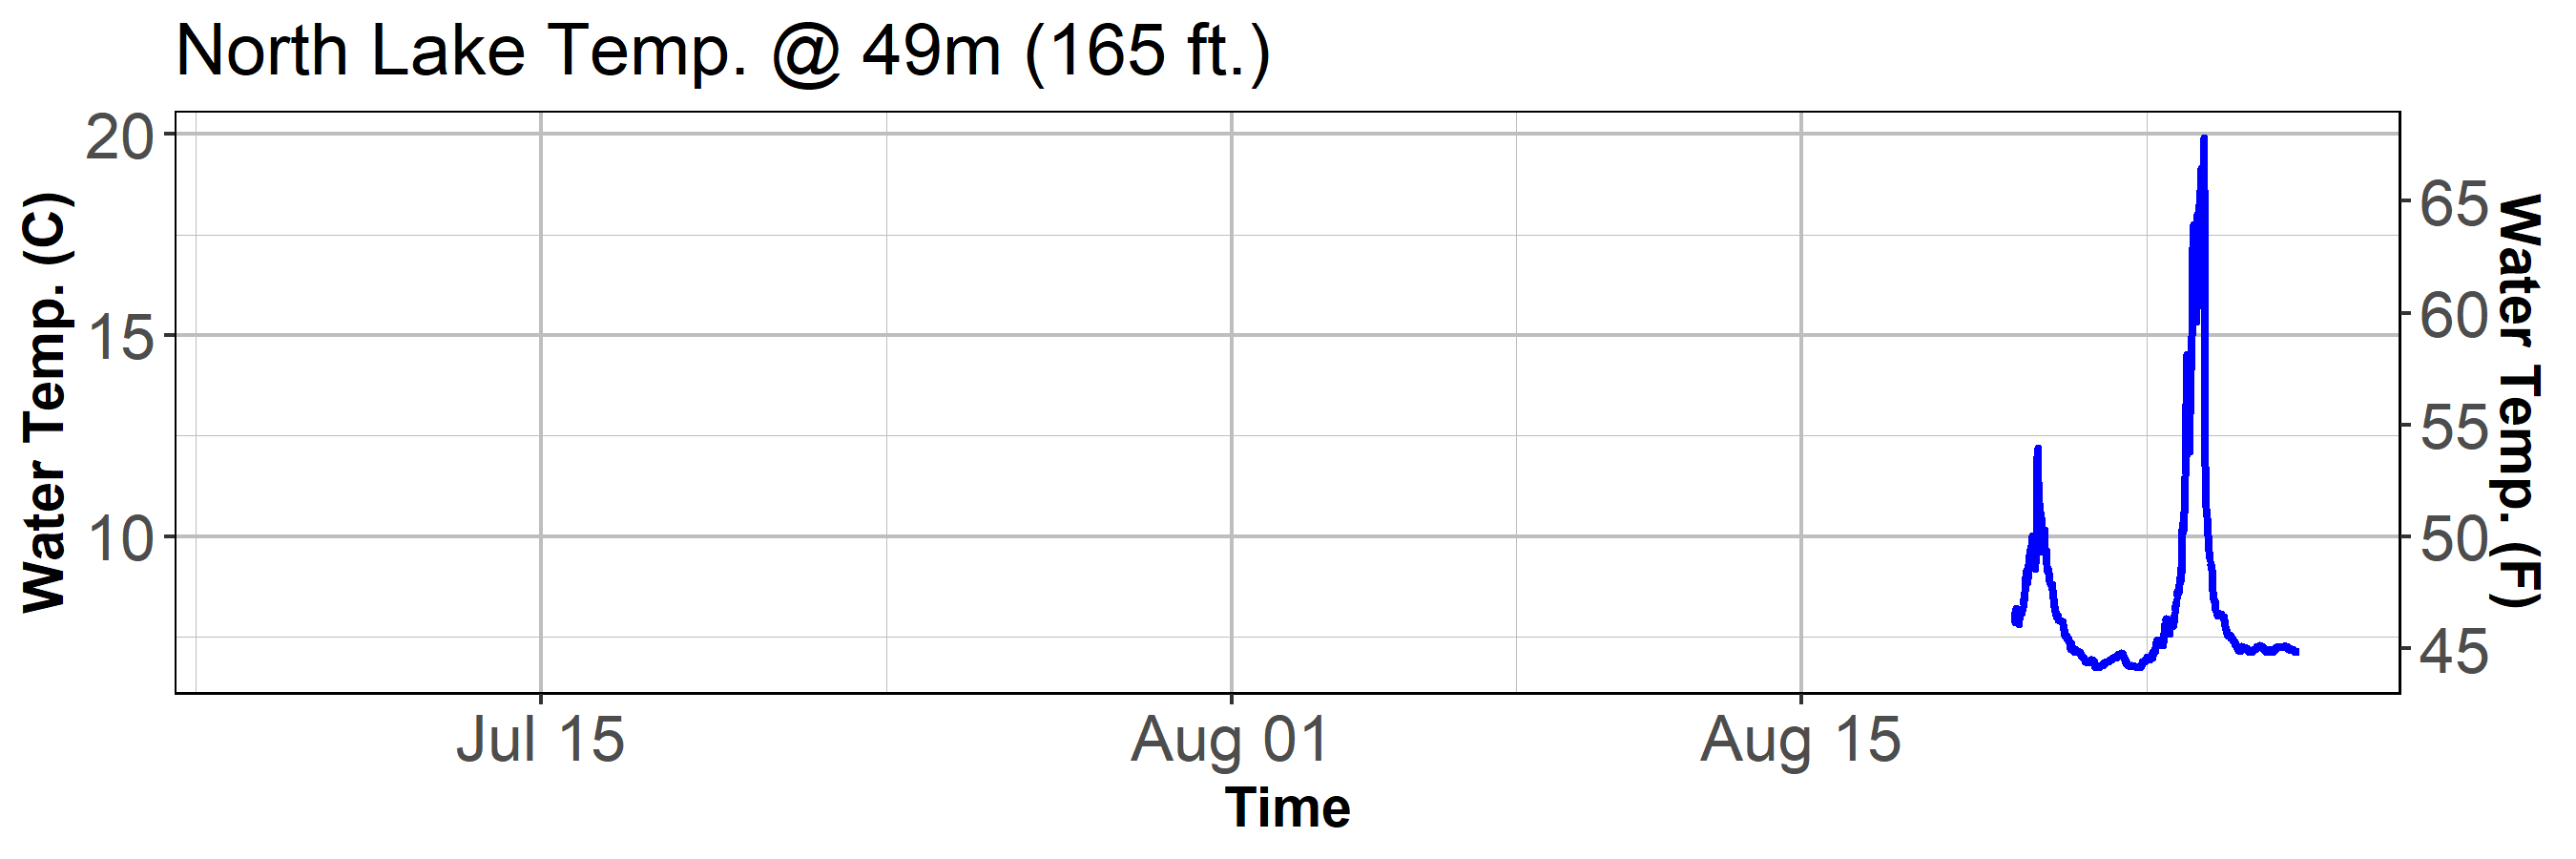 North Lake Temp. @ 49m (165 ft.)
20
15
10
Water Temp. (C)
65
60
55
50
45
Water Temp. (F)
Jul 15
Aug 01
Aug 15
Time